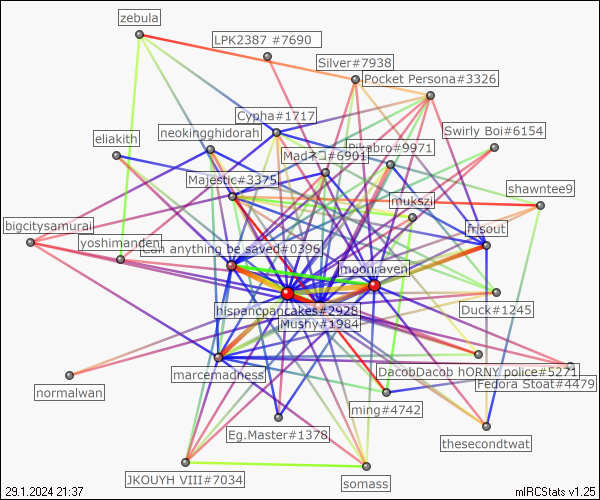 zebula
LPK2387 #7690
Silver#7938
Pocket Persona#3326
Cypha#1717
Swirly Boi#6154
eliakith
neokingghidorah
Madネコ#6901
#9971
Majestic#3375
mukszi
shawntee9
bigcitysamurai
yoshimanden
can anything be saved#0396
frisout
moonraven
hispancpancakes#2928
Duck#1245
Mushy#1984
marcemadness
DacobDacob hORNY police#5271
Fedora Stoat#4479
normalwan
ming#4742
Eg.Master#1378
thesecondtwat
JKOUYH VIII#7034
somass
29.1.2024 21:37
mIRCStats v1.25